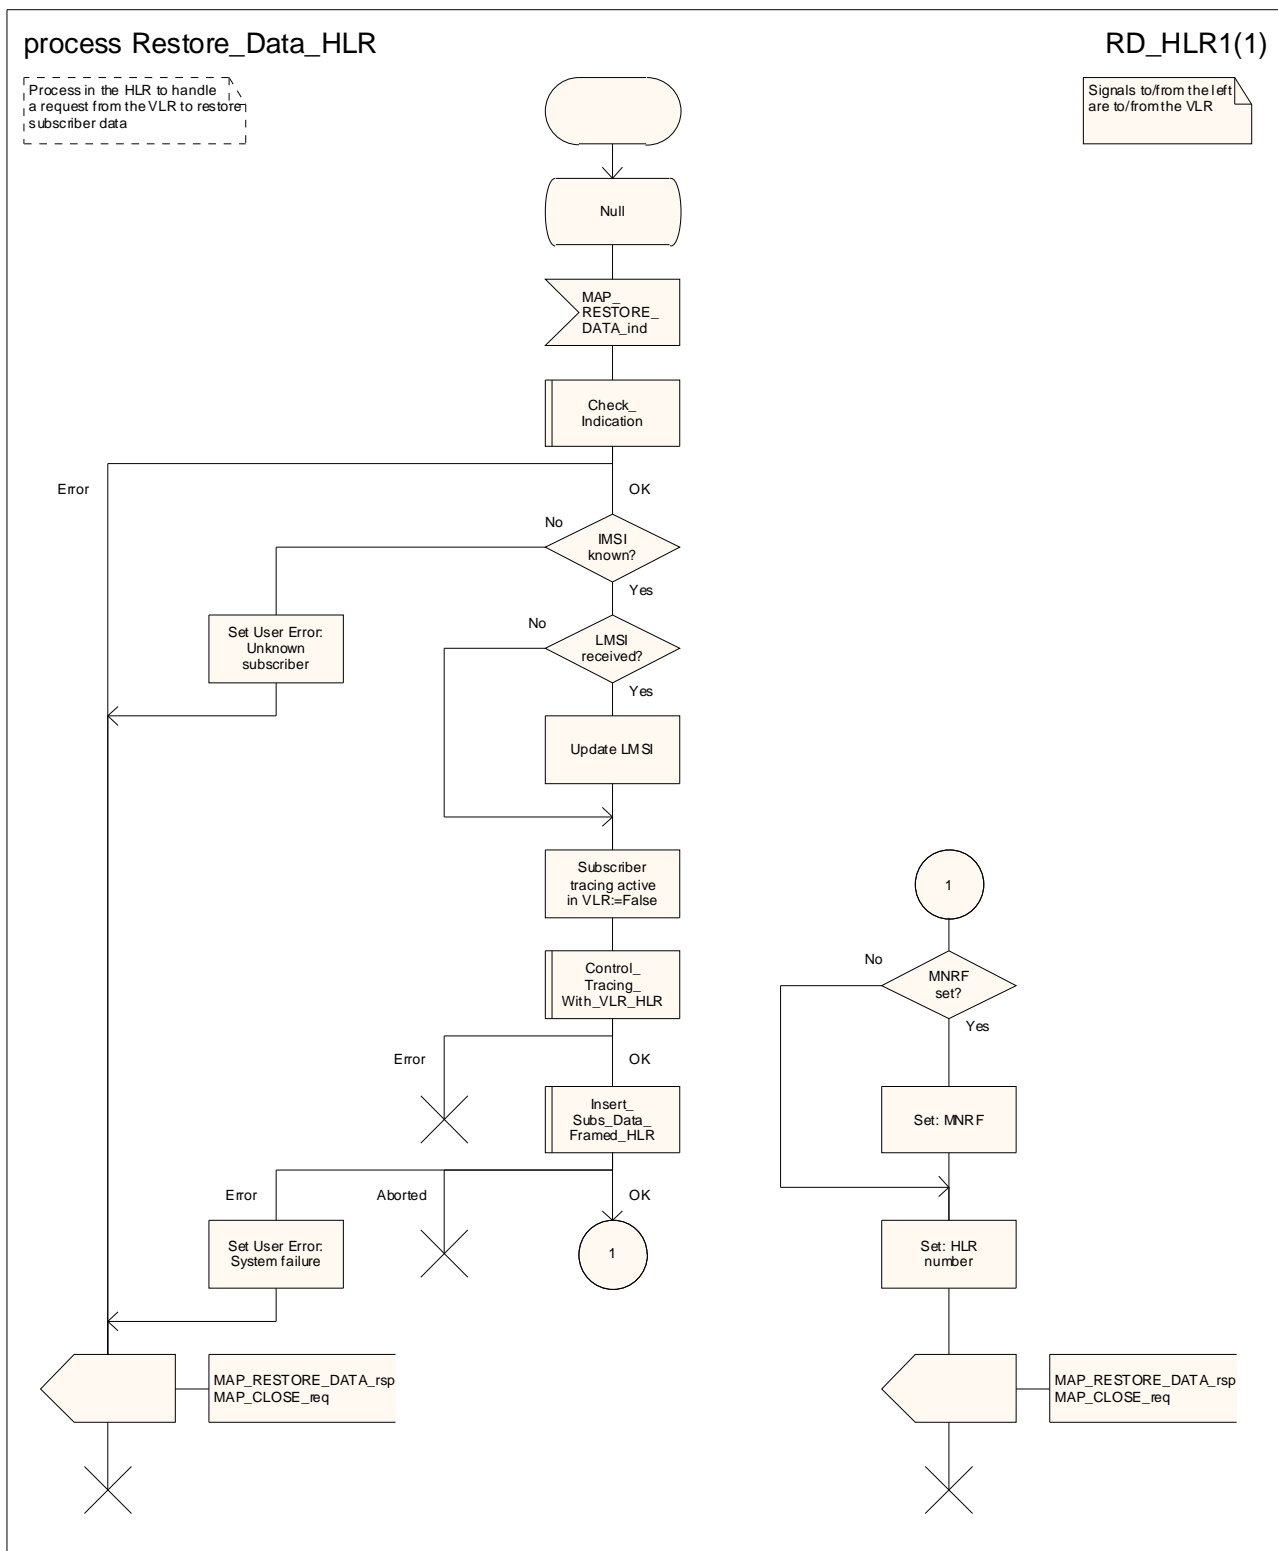 process Restore_Data_HLR
RD_HLR1(1)
Process in the HLR to handle
a request from the VLR to restore
subscriber data
Signals to/from the left
are to/from the VLR
Null
MAP_
RESTORE_
DATA_ind
Check_
Indication
Error
OK
No
IMSI
known?
Yes
Set User Error:
Unknown
subscriber
No
LMSI
received?
Yes
Update LMSI
Subscriber
tracing active
in VLR:=False
1
Control_
Tracing_
With_VLR_HLR
No
MNRF
set?
Yes
Error
OK
Insert_
Subs_Data_
Framed_HLR
Set: MNRF
Error
Aborted
OK
Set User Error:
System failure
1
Set: HLR
number
MAP_RESTORE_DATA_rsp
MAP_CLOSE_req
MAP_RESTORE_DATA_rsp
MAP_CLOSE_req